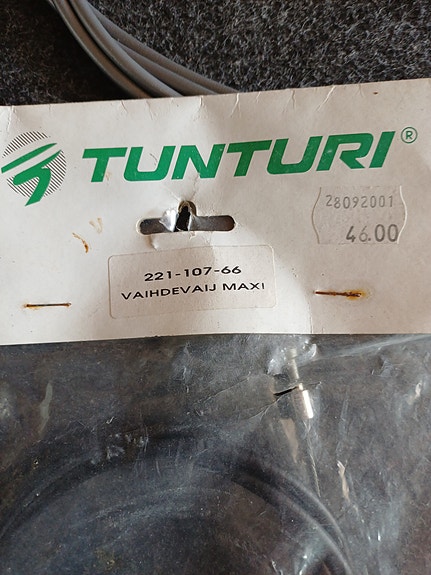 TUNTURI®
28092001
46.00
221-107-66
VAIHDEVAIJ MAXI